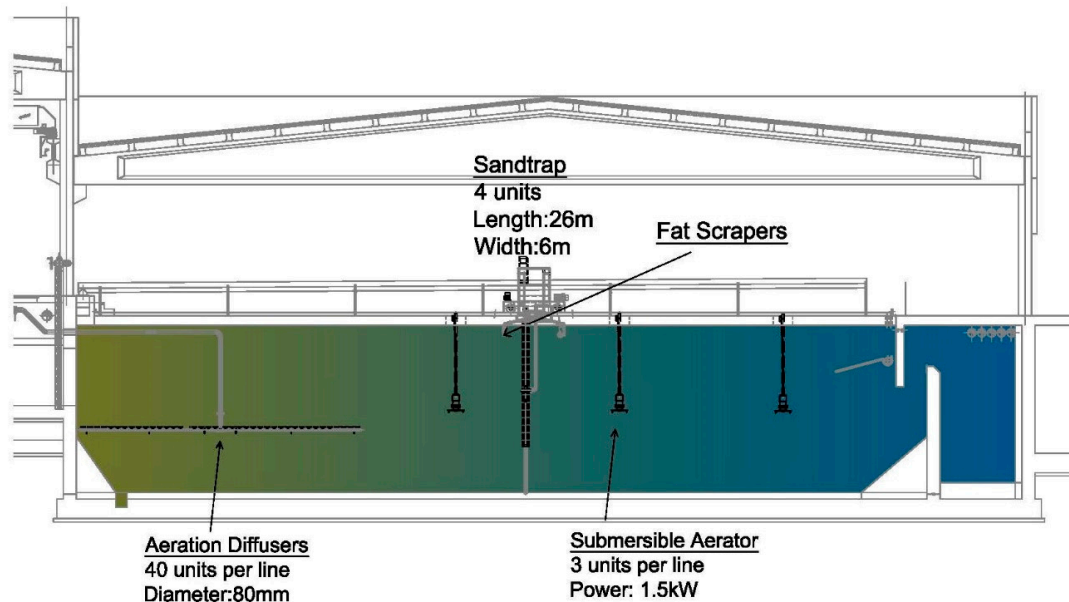 Sandtrap
4 units
Length:26m
Width:6m
Fat Scrapers
Aeration Diffusers
40 units per line
Diameter:80mm
Submersible Aerator
3 units per line
Power: 1.5kW